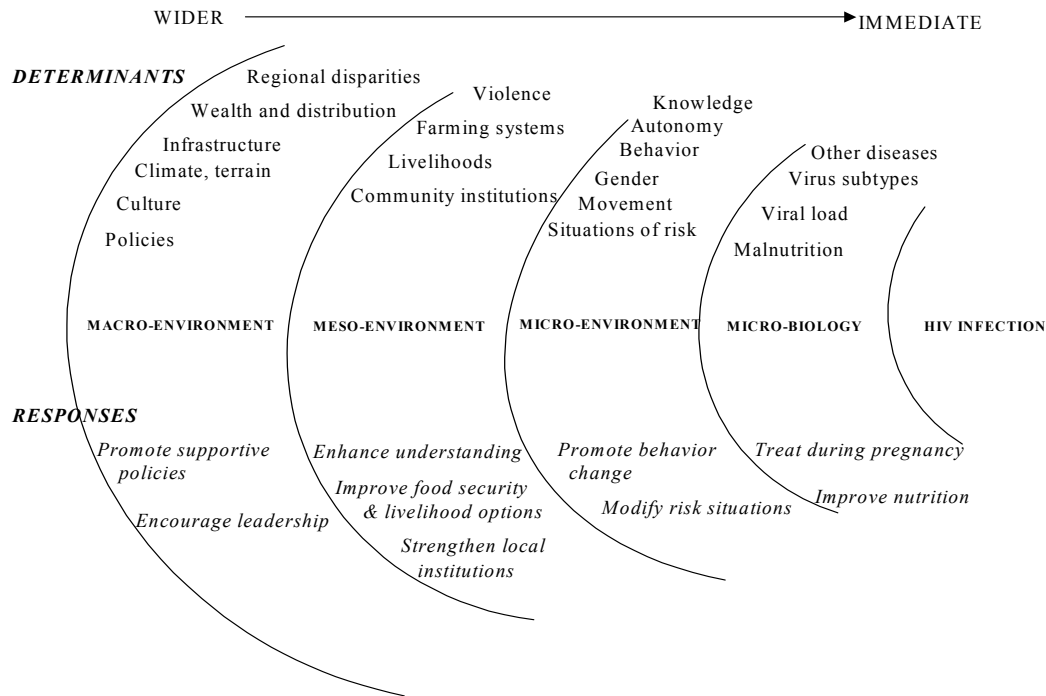 WIDER
IMMEDIATE
DETERMINANTS
Regional disparities
Wealth and distribution
Infrastructure
Climate, terrain
Culture
Policies
Violence
Farming systems
Livelihoods
Community institutions
Knowledge
Autonomy
Behavior
Gender
Movement
Situations of risk
Other diseases
Virus subtypes
Viral load
Malnutrition
MACRO-ENVIRONMENT
MESO-ENVIRONMENT
MICRO-ENVIRONMENT
MICRO-BIOLOGY
HIV INFECTION
RESPONSES
Promote supportive
policies
Encourage leadership
Enhance understanding
Improve food security
& livelihood options
Strengthen local
institutions
Promote behavior
change
Modify risk situations
Treat during pregnancy
Improve nutrition